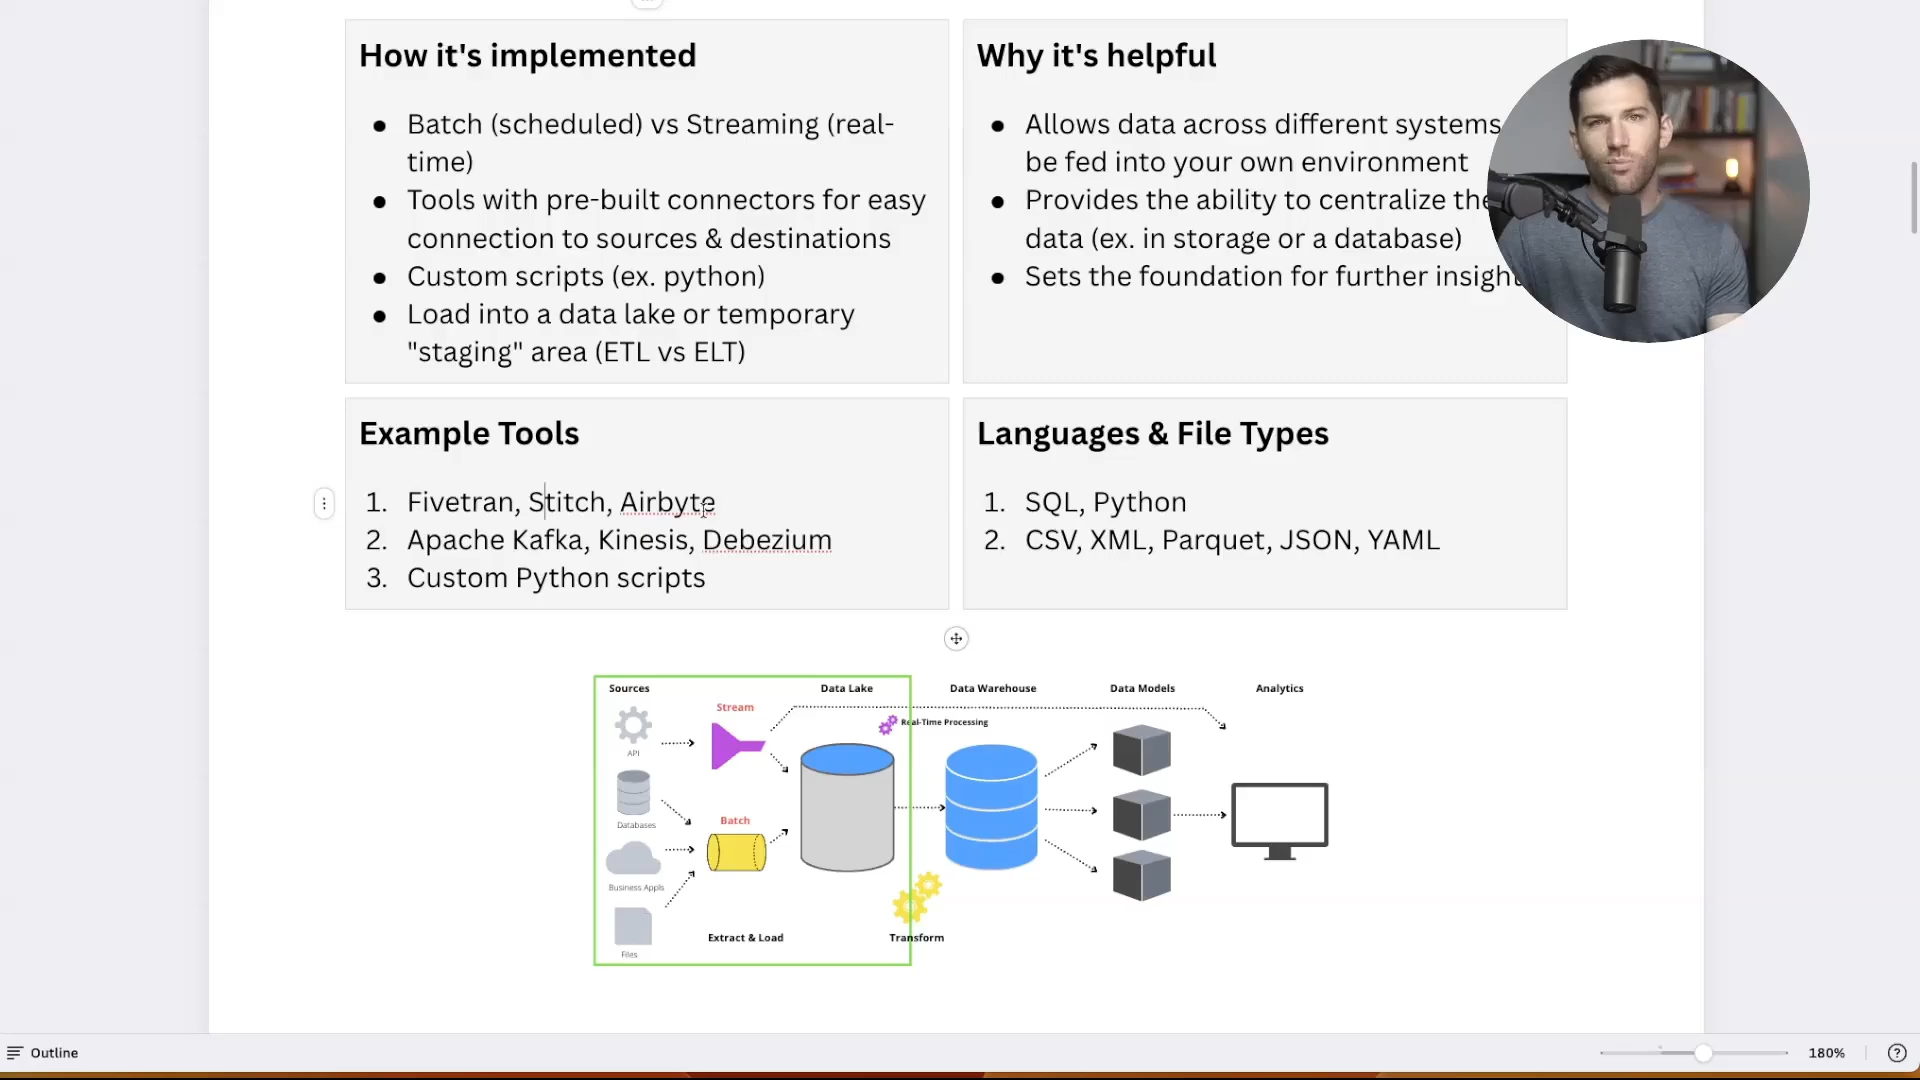 How it's implemented
● Batch (scheduled) vs Streaming (real-
time)
● Tools with pre-built connectors for easy
connection to sources & destinations
● Custom scripts (ex. python)
● Load into a data lake or temporary
"staging" area (ETL vs ELT)
Why it's helpful
● Allows data across different systems
be fed into your own environment
● Provides the ability to centralize the
data (ex. in storage or a database)
● Sets the foundation for further insight
Example Tools
1. Fivetran, Stitch, Airbyte
2. Apache Kafka, Kinesis, Debezium
3. Custom Python scripts
Languages & File Types
1. SQL, Python
2. CSV, XML, Parquet, JSON, YAML
Sources
Data Lake
Data Warehouse
Data Models
Analytics
Stream
Real-Time Processing
API
Databases
Batch
Business Appls
Files
Extract & Load
Transform
Outline
180%
?